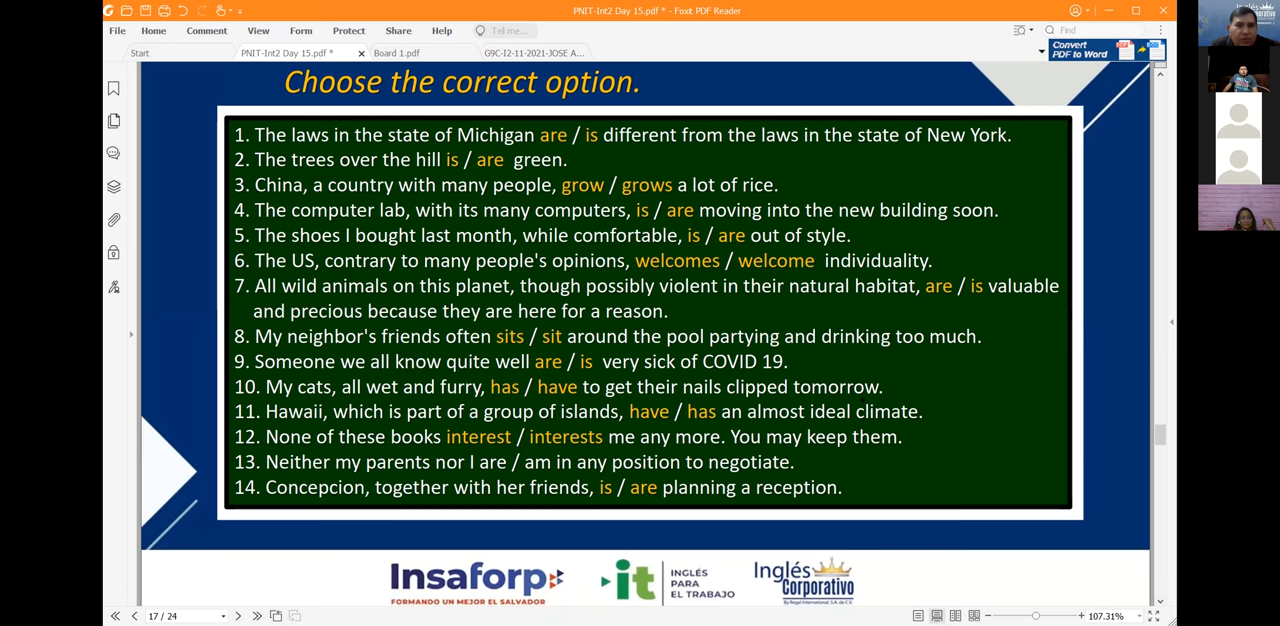 PNIT-Int2 Day 15.pdf * - Foxit PDF Reader
File Home Comment View Form Protect Share Help Tell me... Find
Start PNIT-Int2 Day 15.pdf * Board 1.pdf G9C-I2-11-2021-JOSE A...
Convert
PDF to Word
Choose the correct option.
1. The laws in the state of Michigan are / is different from the laws in the state of New York.
2. The trees over the hill is / are green.
3. China, a country with many people, grow / grows a lot of rice.
4. The computer lab, with its many computers, is / are moving into the new building soon.
5. The shoes I bought last month, while comfortable, is / are out of style.
6. The US, contrary to many people's opinions, welcomes / welcome individuality.
7. All wild animals on this planet, though possibly violent in their natural habitat, are / is valuable
and precious because they are here for a reason.
8. My neighbor's friends often sits / sit around the pool partying and drinking too much.
9. Someone we all know quite well are / is very sick of COVID 19.
10. My cats, all wet and furry, has / have to get their nails clipped tomorrow.
11. Hawaii, which is part of a group of islands, have / has an almost ideal climate.
12. None of these books interest / interests me any more. You may keep them.
13. Neither my parents nor I are / am in any position to negotiate.
14. Concepcion, together with her friends, is / are planning a reception.
Insaforp
FORMANDO UN MEJOR EL SALVADOR
it
INGLÉS
PARA
EL TRABAJO
Inglés
Corporativo
By Regal International, S.A. de C.V.
17 / 24
107.31%